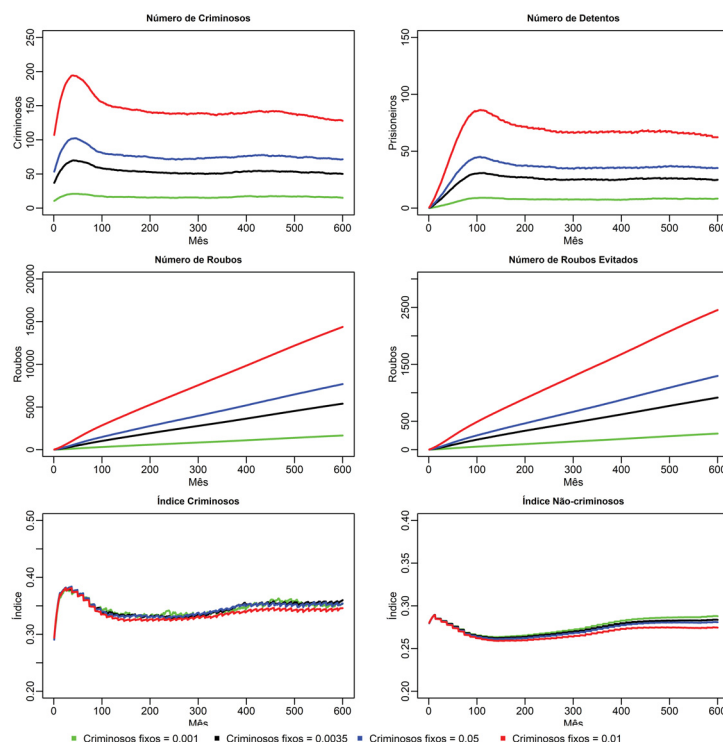 Número de Criminosos
Criminosos
250
200
150
100
50
0
0 100 200 300 400 500 600
Mês
Número de Detentos
Prisioneiros
150
100
50
0
0 100 200 300 400 500 600
Mês
Número de Roubos
Roubos
20000
15000
10000
5000
0
0 100 200 300 400 500 600
Mês
Número de Roubos Evitados
Roubos
2500
1500
500
0
0 100 200 300 400 500 600
Mês
Índice Criminosos
Índice
0.50
0.40
0.30
0.20
0 100 200 300 400 500 600
Mês
Índice Não-criminosos
Índice
0.40
0.30
0.25
0.20
0 100 200 300 400 500 600
Mês
Criminosos fixos = 0.001 Criminosos fixos = 0.0035 Criminosos fixos = 0.05 Criminosos fixos = 0.01